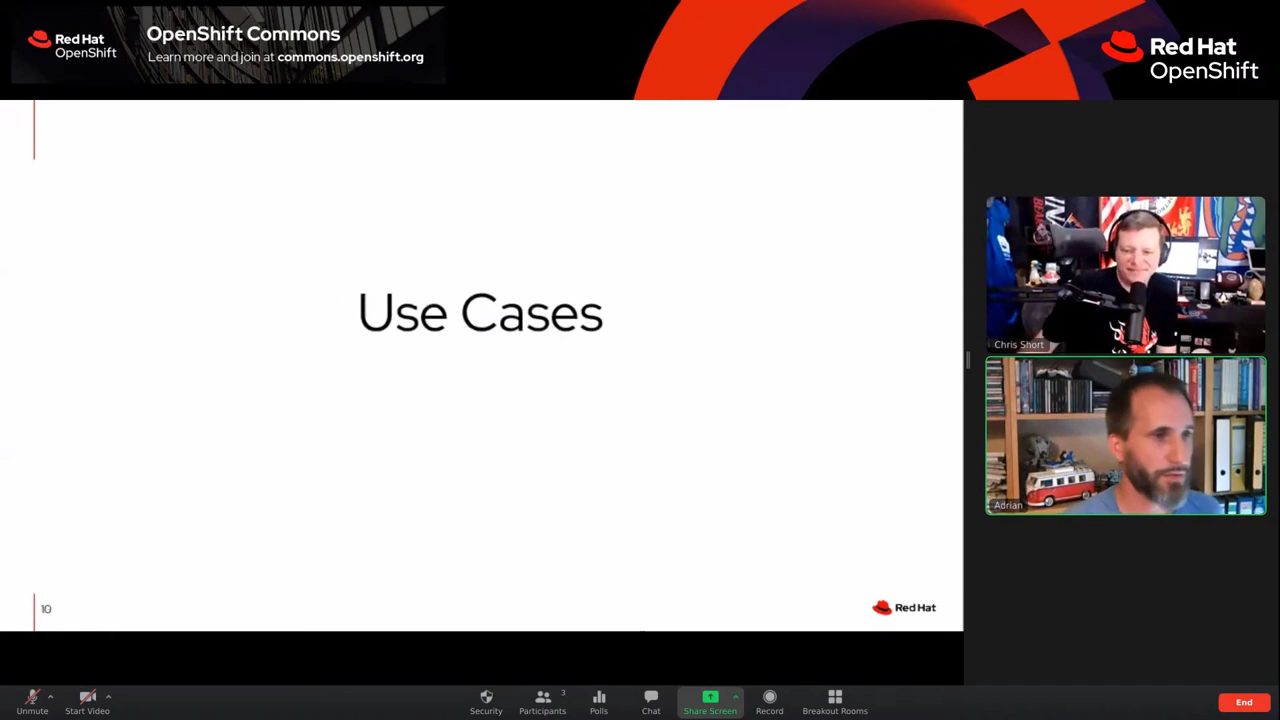 Red Hat
OpenShift
OpenShift Commons
Learn more and join at commons.openshift.org
Red Hat
OpenShift
Use Cases
Chris Short
Adrian
10
Red Hat
Unmute
Start Video
Security
Participants
3
Polls
Chat
Share Screen
Record
Breakout Rooms
End